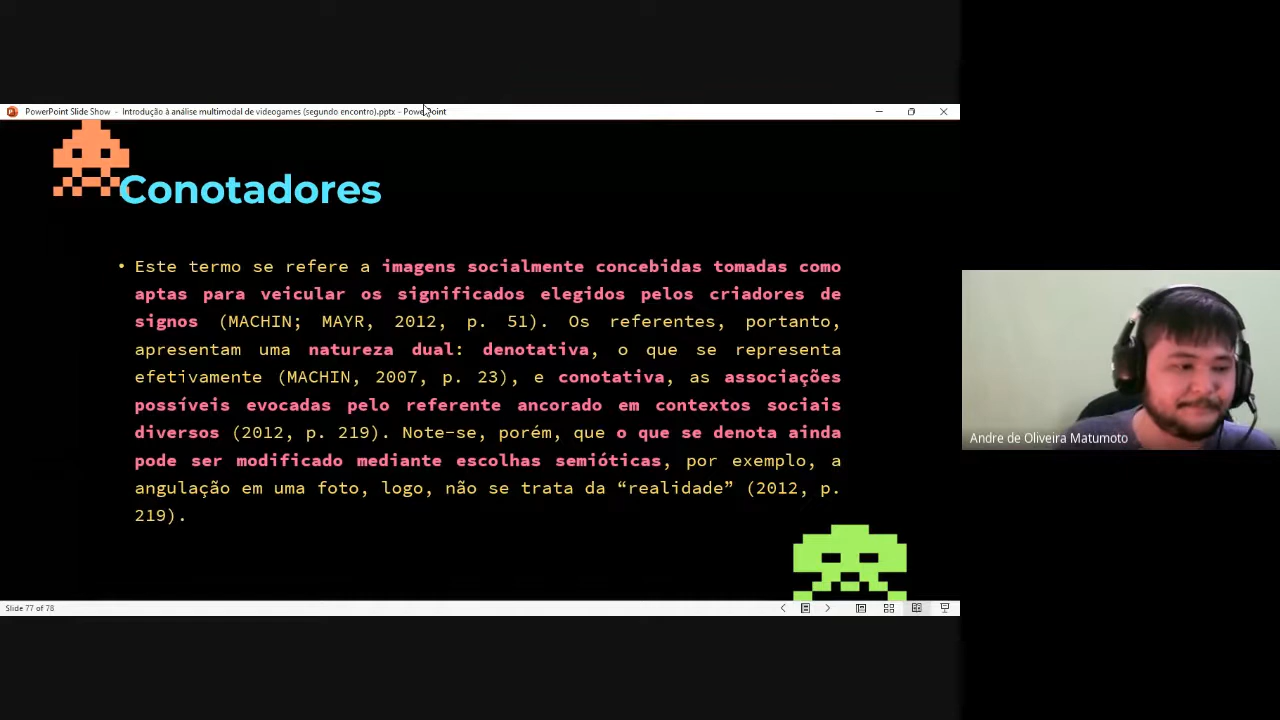 PowerPoint Slide Show - Introdução à análise multimodal de videogames (segundo encontro).pptx - PowerPoint
Conotadores
• Este termo se refere a imagens socialmente concebidas tomadas como
aptas para veicular os significados elegidos pelos criadores de
signos (MACHIN; MAYR, 2012, p. 51). Os referentes, portanto,
apresentam uma natureza dual: denotativa, o que se representa
efetivamente (MACHIN, 2007, p. 23), e conotativa, as associações
possíveis evocadas pelo referente ancorado em contextos sociais
diversos (2012, p. 219). Note-se, porém, que o que se denota ainda
pode ser modificado mediante escolhas semióticas, por exemplo, a
angulação em uma foto, logo, não se trata da “realidade” (2012, p.
219).
Andre de Oliveira Matumoto
Slide 77 of 78